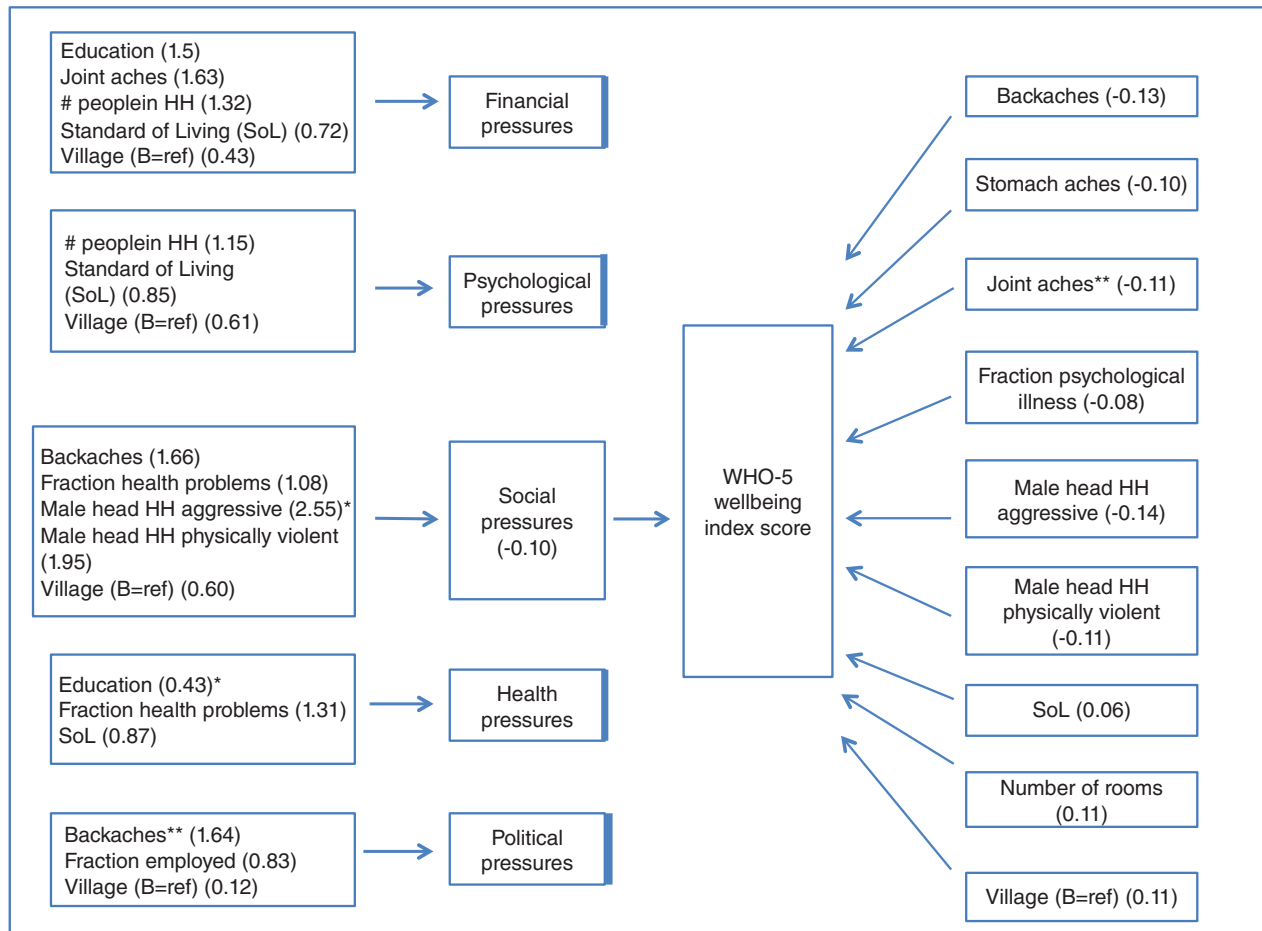 Education (1.5)
Joint aches (1.63)
# peoplein HH (1.32)
Standard of Living (SoL) (0.72)
Village (B=ref) (0.43)
Financial
pressures
# peoplein HH (1.15)
Standard of Living
(SoL) (0.85)
Village (B=ref) (0.61)
Psychological
pressures
Backaches (1.66)
Fraction health problems (1.08)
Male head HH aggressive (2.55)*
Male head HH physically violent
(1.95)
Village (B=ref) (0.60)
Social
pressures
(-0.10)
Education (0.43)*
Fraction health problems (1.31)
SoL (0.87)
Health
pressures
Backaches** (1.64)
Fraction employed (0.83)
Village (B=ref) (0.12)
Political
pressures
WHO-5
wellbeing
index score
Backaches (-0.13)
Stomach aches (-0.10)
Joint aches** (-0.11)
Fraction psychological
illness (-0.08)
Male head HH
aggressive (-0.14)
Male head HH
physically violent
(-0.11)
SoL (0.06)
Number of rooms
(0.11)
Village (B=ref) (0.11)